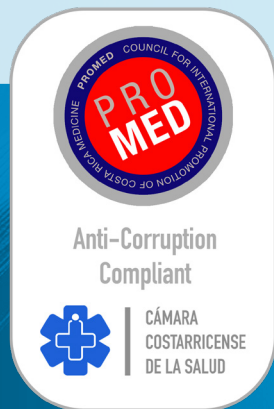 PROMED COUNCIL FOR INTERNATIONAL PROMOTION OF COSTA RICA MEDICINE
PRO
MED
Anti-Corruption
Compliant
CÁMARA
COSTARRICENSE
DE LA SALUD